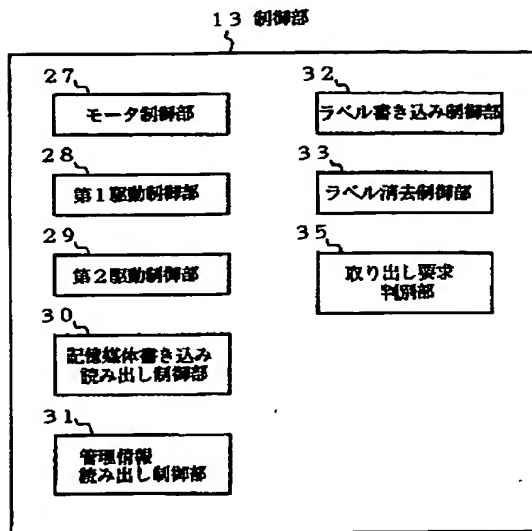 13 制御部
27
モータ制御部
28
第1駆動制御部
29
第2駆動制御部
30
記憶媒体書き込み
読み出し制御部
31
管理情報
読み出し制御部
32
ラベル書き込み制御部
33
ラベル消去制御部
35
取り出し要求
判別部